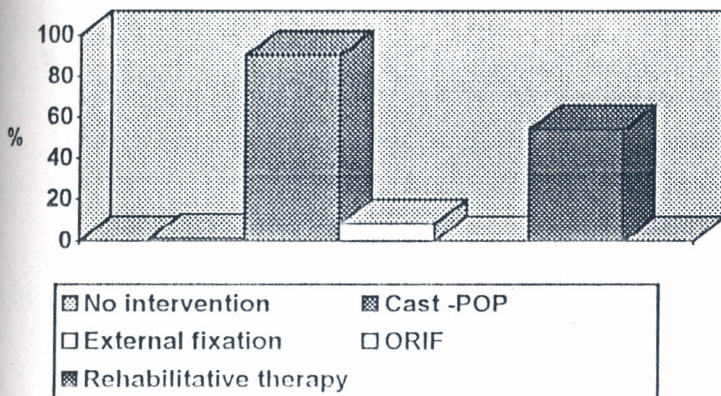 100
80
60
%
40
20
0
No intervention Cast -POP
External fixation ORIF
Rehabilitative therapy